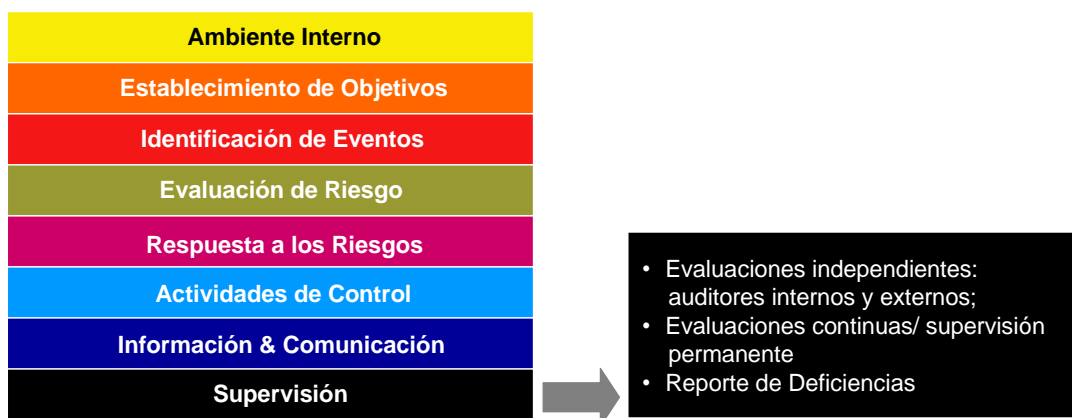 Ambiente Interno
Establecimiento de Objetivos
Identificación de Eventos
Evaluación de Riesgo
Respuesta a los Riesgos
Actividades de Control
Información & Comunicación
Supervisión
• Evaluaciones independientes:
auditores internos y externos;
• Evaluaciones continuas/ supervisión
permanente
• Reporte de Deficiencias